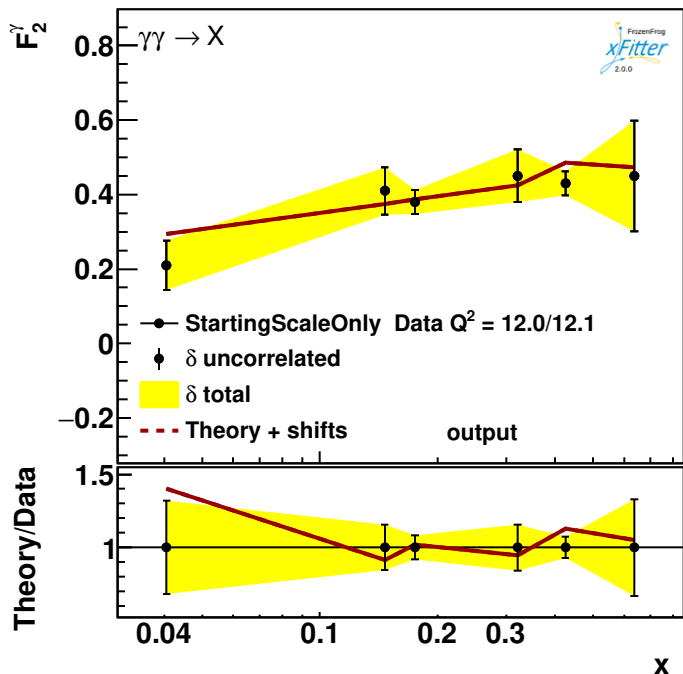 F₂^γ
γγ → X
FrozenFrog
xFitter
2.0.0
0.8
0.6
0.4
0.2
0
−0.2
StartingScaleOnly Data Q² = 12.0/12.1
δ uncorrelated
δ total
Theory + shifts
output
Theory/Data
1.5
1
0.04
0.1
0.2
0.3
x